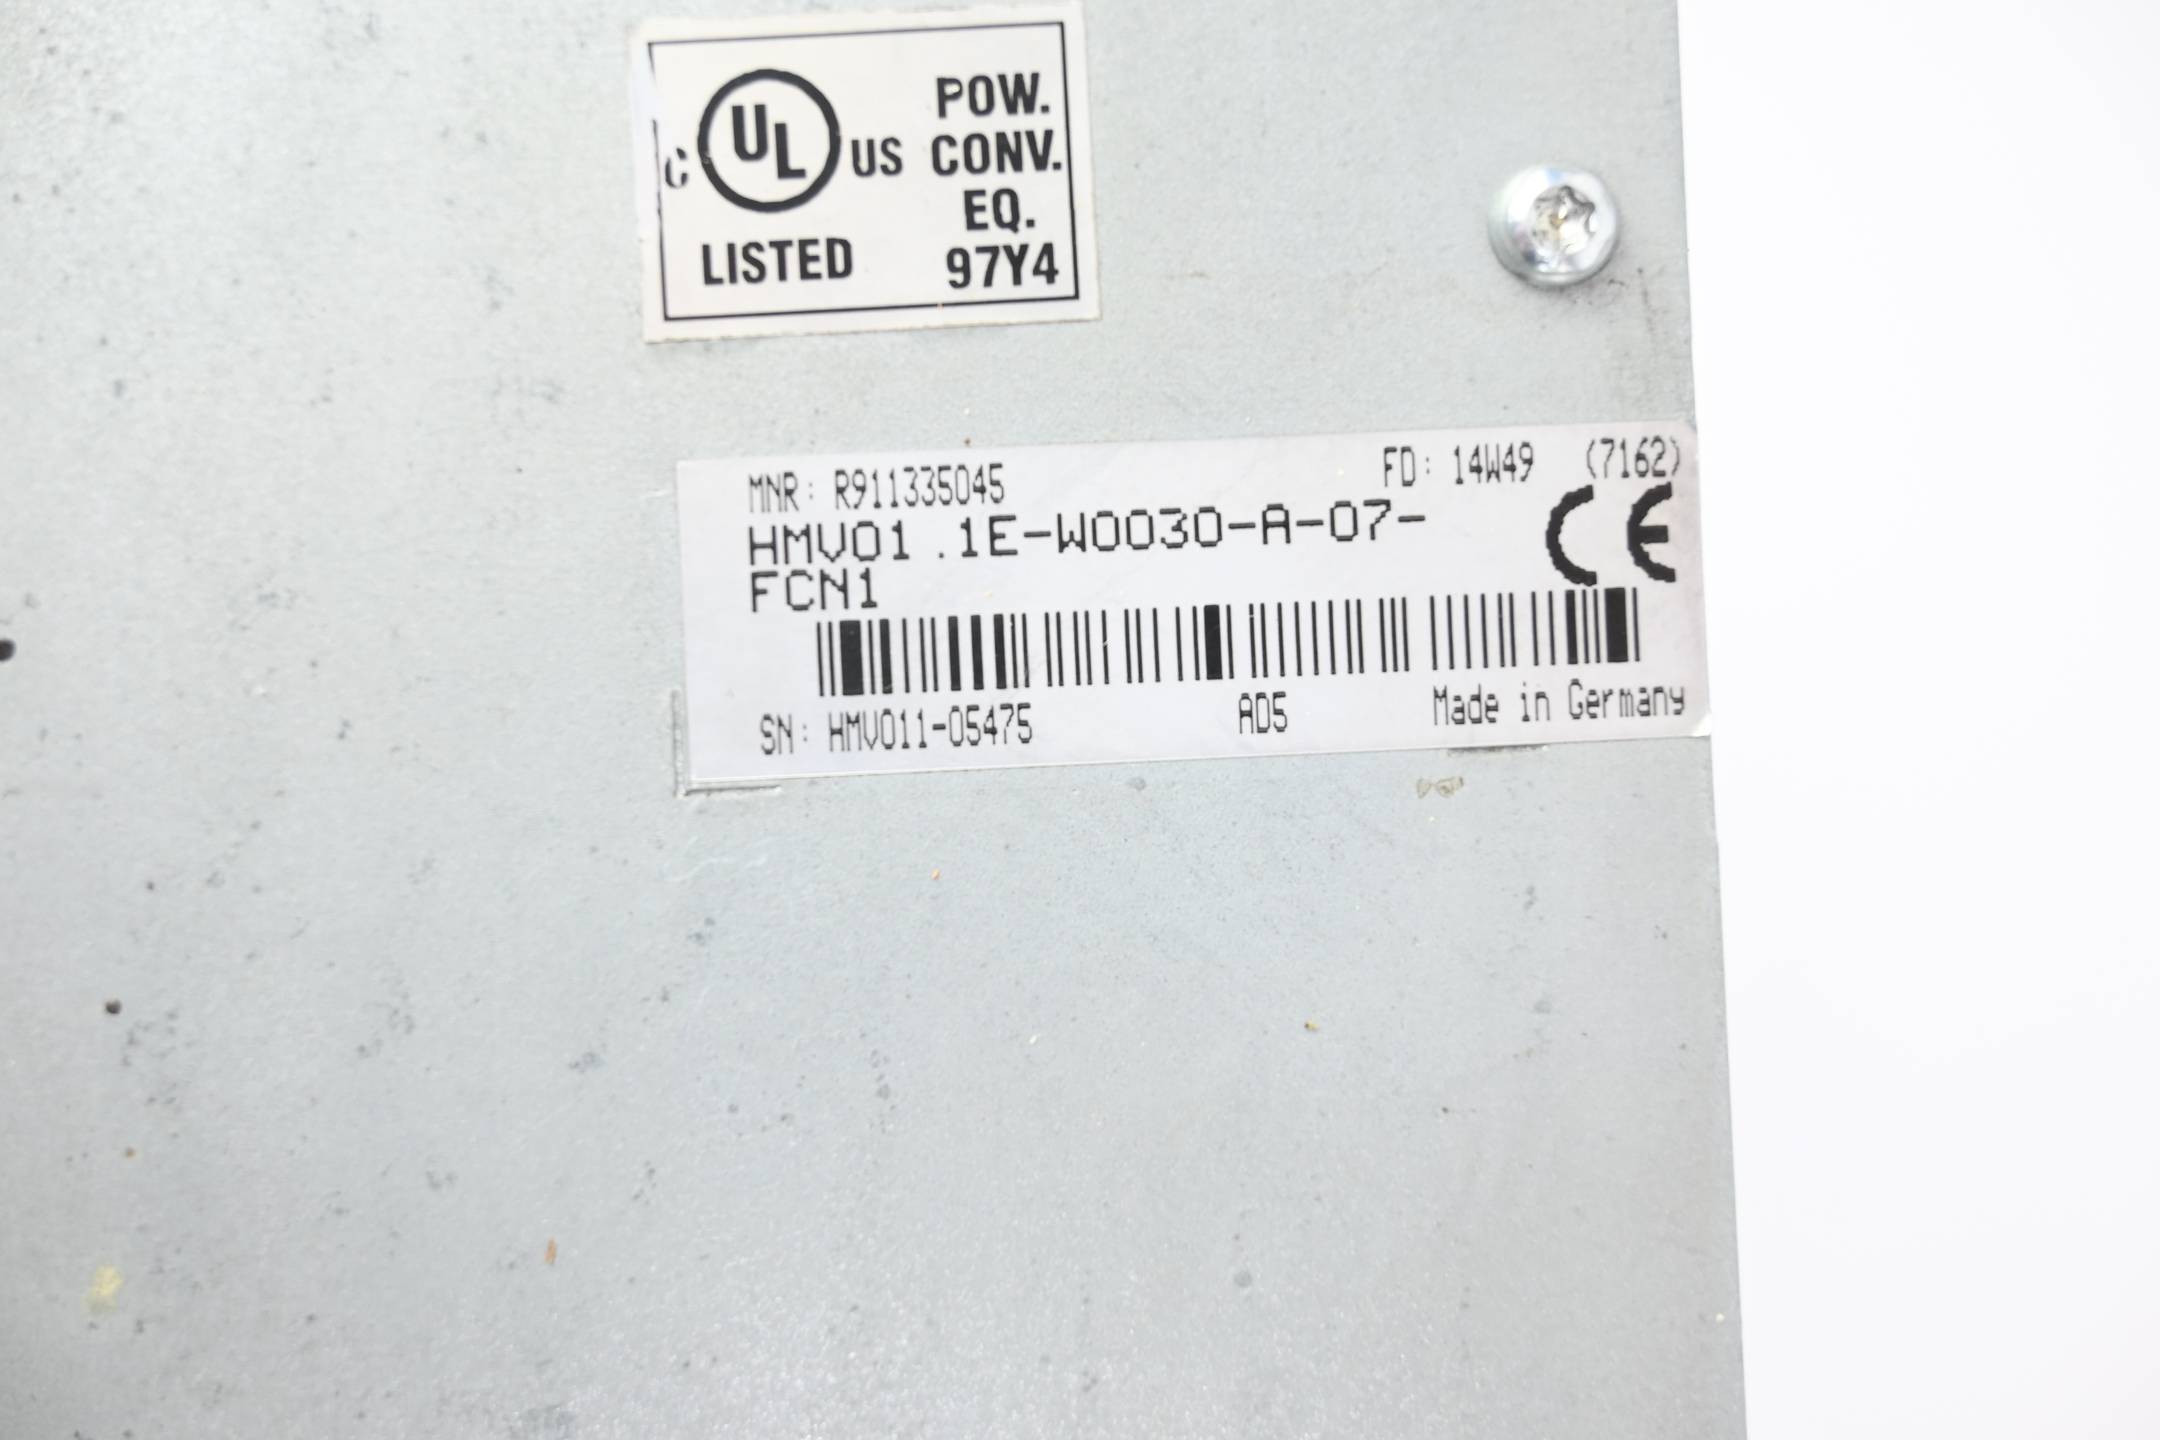 C UL US
LISTED
POW.
CONV.
EQ.
97Y4
MNR: R911335045 FD: 14W49 (7162)
HMV01.1E-W0030-A-07-
FCN1
CE
SN: HMV011-05475 AD5 Made in Germany